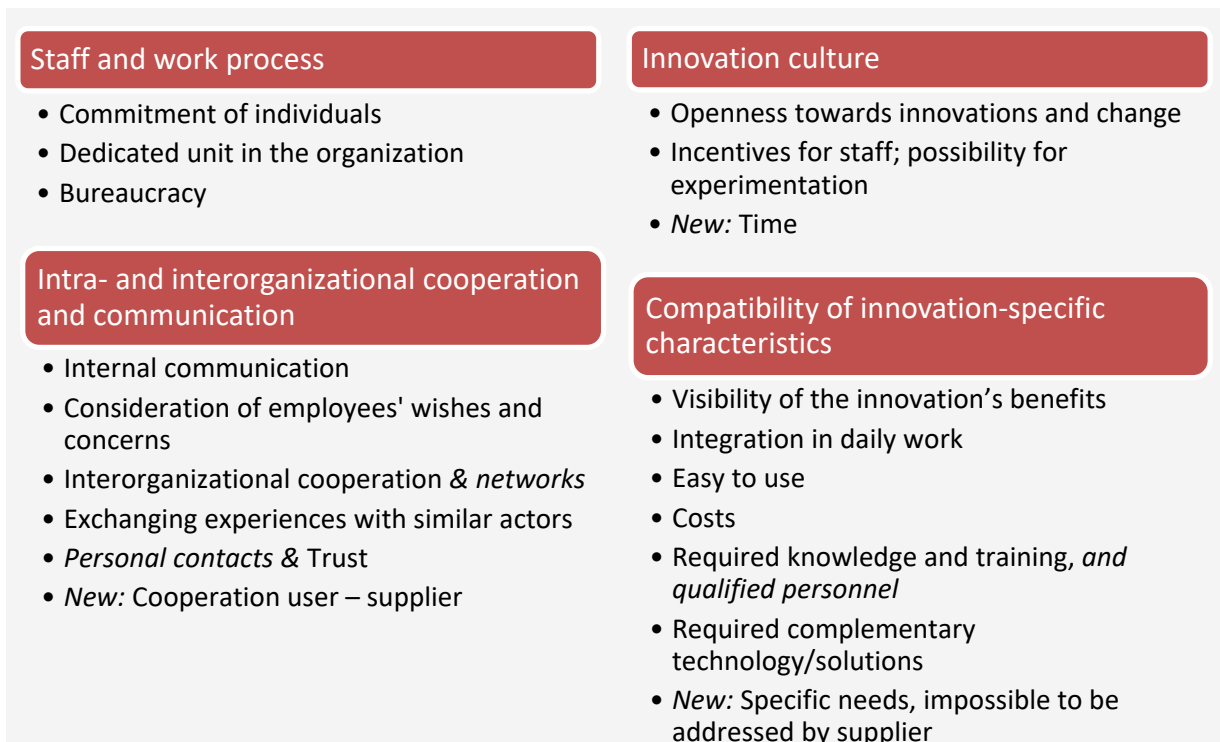 Staff and work process
• Commitment of individuals
• Dedicated unit in the organization
• Bureaucracy
Intra- and interorganizational cooperation
and communication
• Internal communication
• Consideration of employees' wishes and
concerns
• Interorganizational cooperation & networks
• Exchanging experiences with similar actors
• Personal contacts & Trust
• New: Cooperation user – supplier
Innovation culture
• Openness towards innovations and change
• Incentives for staff; possibility for
experimentation
• New: Time
Compatibility of innovation-specific
characteristics
• Visibility of the innovation’s benefits
• Integration in daily work
• Easy to use
• Costs
• Required knowledge and training, and
qualified personnel
• Required complementary
technology/solutions
• New: Specific needs, impossible to be
addressed by supplier